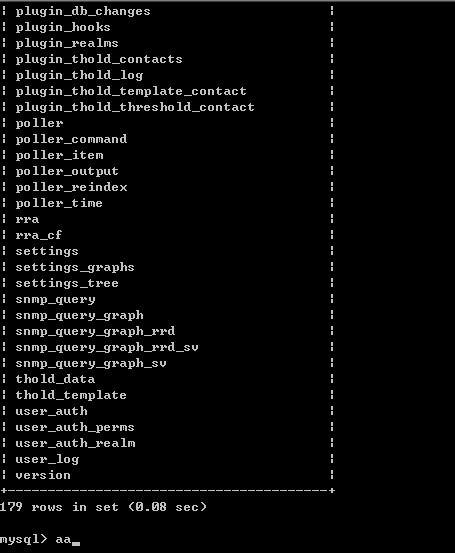 ¦ plugin_db_changes ¦
¦ plugin_hooks ¦
¦ plugin_realms ¦
¦ plugin_thold_contacts ¦
¦ plugin_thold_log ¦
¦ plugin_thold_template_contact ¦
¦ plugin_thold_threshold_contact ¦
¦ poller ¦
¦ poller_command ¦
¦ poller_item ¦
¦ poller_output ¦
¦ poller_reindex ¦
¦ poller_time ¦
¦ rra ¦
¦ rra_cf ¦
¦ settings ¦
¦ settings_graphs ¦
¦ settings_tree ¦
¦ snmp_query ¦
¦ snmp_query_graph ¦
¦ snmp_query_graph_rrd ¦
¦ snmp_query_graph_rrd_sv ¦
¦ snmp_query_graph_sv ¦
¦ thold_data ¦
¦ thold_template ¦
¦ user_auth ¦
¦ user_auth_perms ¦
¦ user_auth_realm ¦
¦ user_log ¦
¦ version ¦
+----------------------------------------+
179 rows in set (0.08 sec)
mysql> aa_